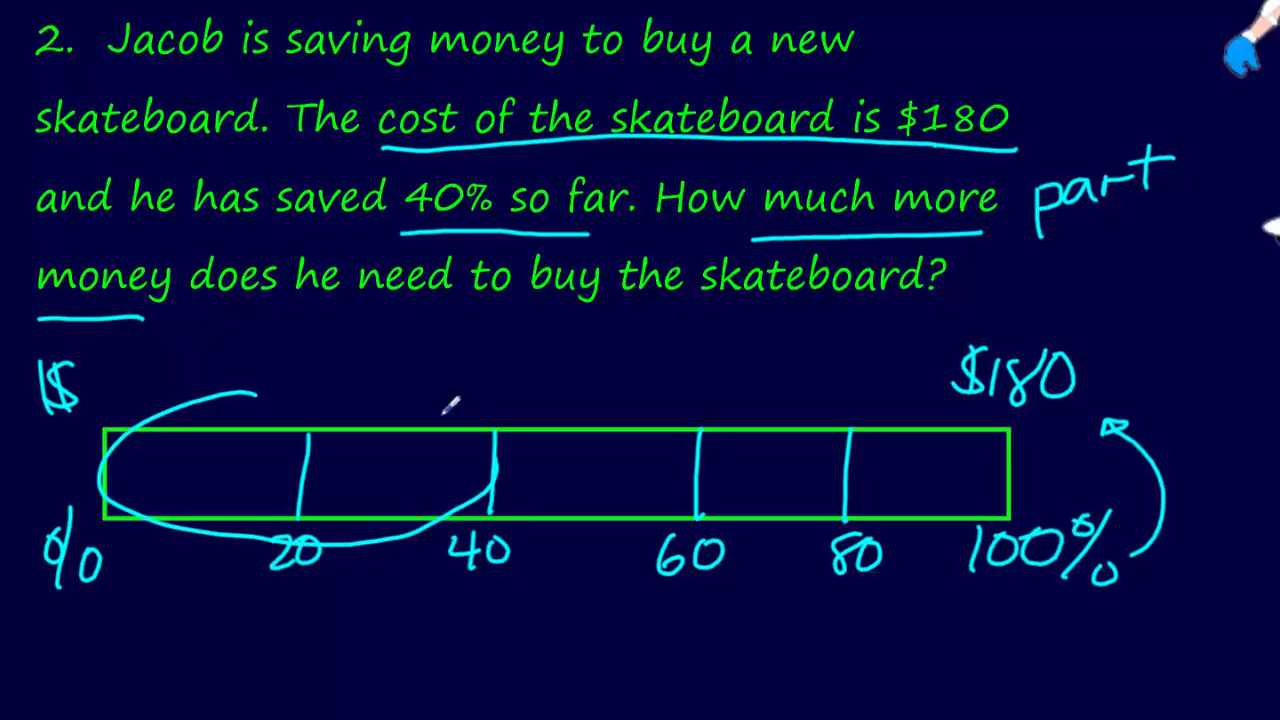 2. Jacob is saving money to buy a new
skateboard. The cost of the skateboard is $180
and he has saved 40% so far. How much more
money does he need to buy the skateboard?
part
$
$180
%
20
40
60
80
100%